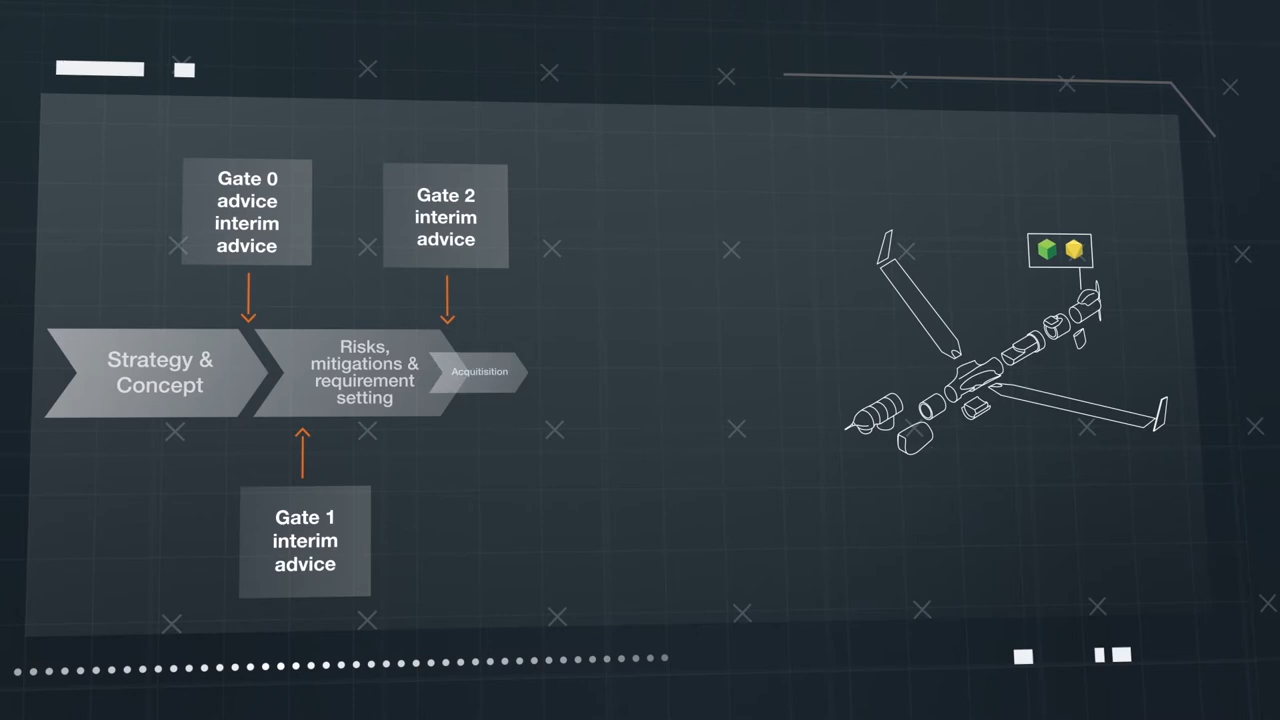 Gate 0
advice
interim
advice
Gate 2
interim
advice
Strategy &
Concept
Risks,
mitigations &
requirement
setting
Acquitisition
Gate 1
interim
advice